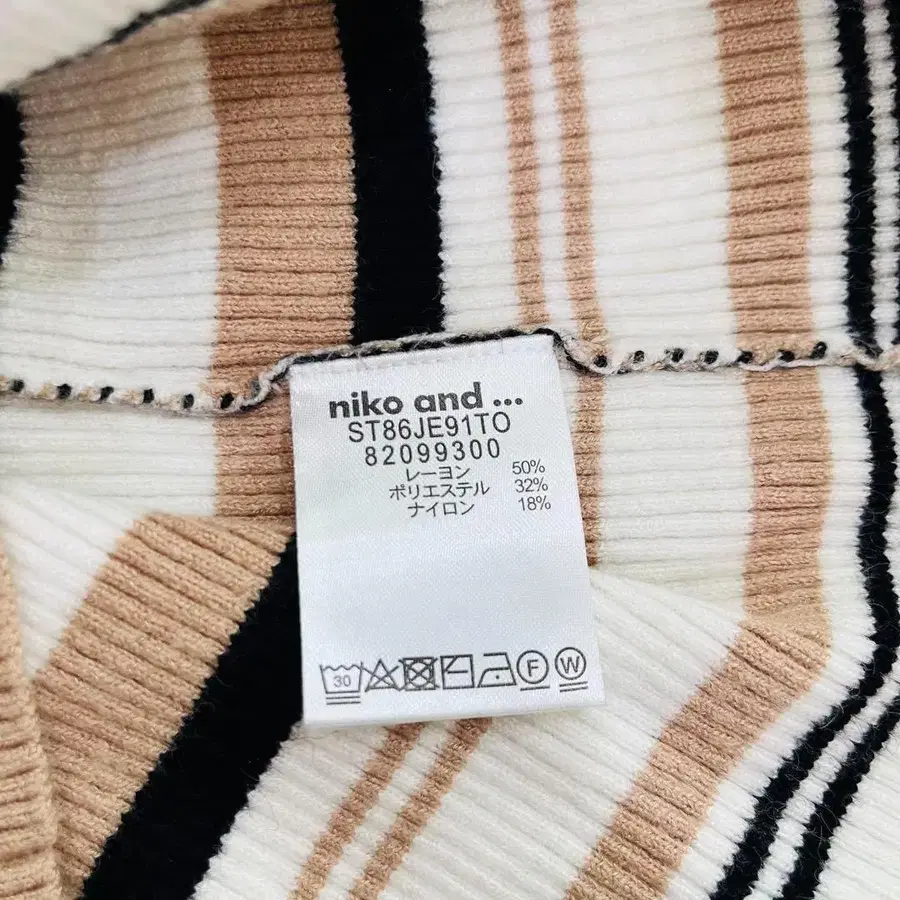 niko and ...
ST86JE91TO
82099300
レーヨン 50%
ポリエステル 32%
ナイロン 18%
30 F W